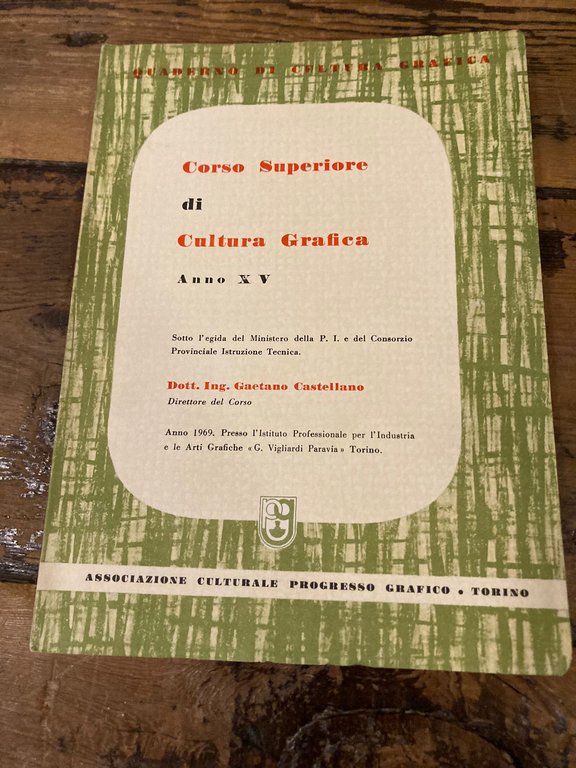 QUADERNO DI CULTURA GRAFICA
Corso Superiore
di
Cultura Grafica
Anno XV
Sotto l'egida del Ministero della P. I. e del Consorzio
Provinciale Istruzione Tecnica.
Dott. Ing. Gaetano Castellano
Direttore del Corso
Anno 1969. Presso l'Istituto Professionale per l'Industria
e le Arti Grafiche « G. Vigliardi Paravia » Torino.
ASSOCIAZIONE CULTURALE PROGRESSO GRAFICO • TORINO